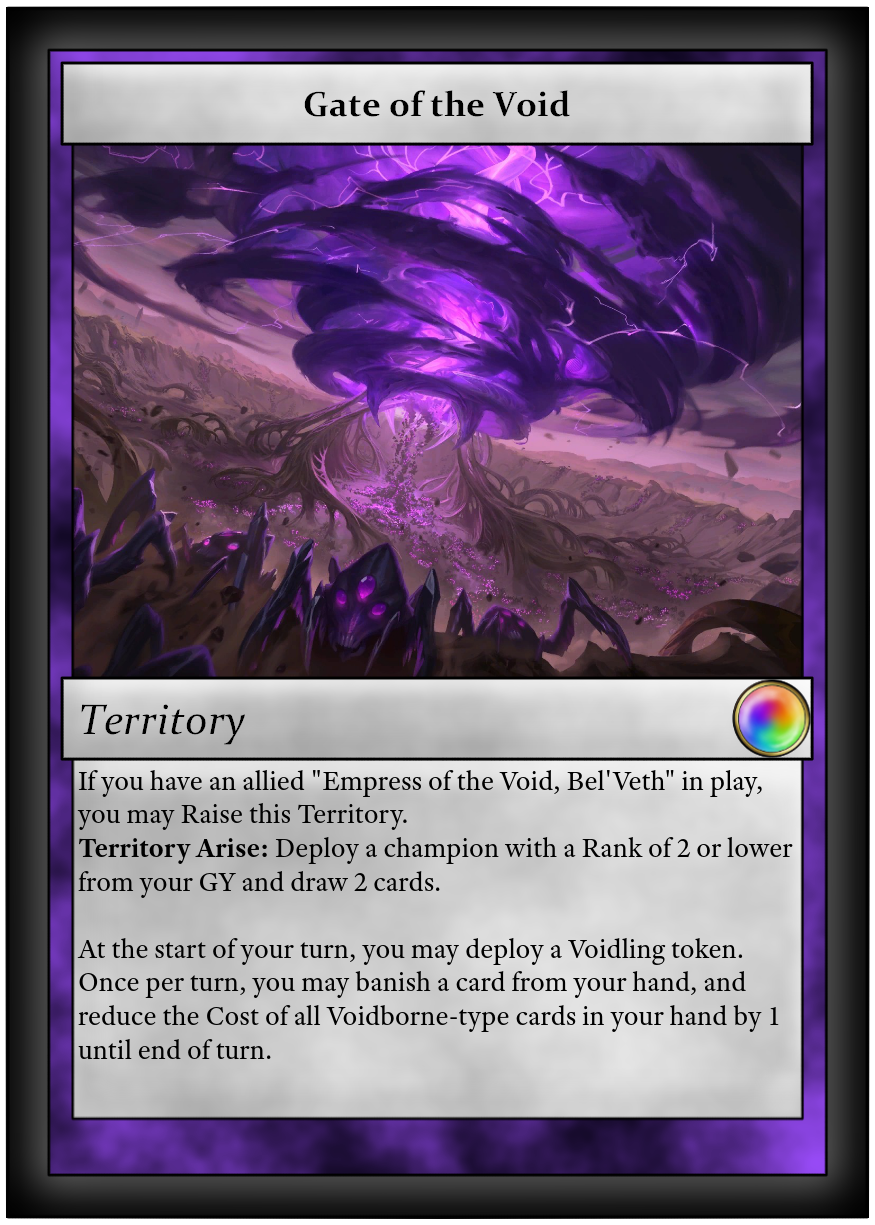 Gate of the Void
Territory
If you have an allied "Empress of the Void, Bel'Veth" in play,
you may Raise this Territory.
Territory Arise: Deploy a champion with a Rank of 2 or lower
from your GY and draw 2 cards.
At the start of your turn, you may deploy a Voidling token.
Once per turn, you may banish a card from your hand, and
reduce the Cost of all Voidborne-type cards in your hand by 1
until end of turn.